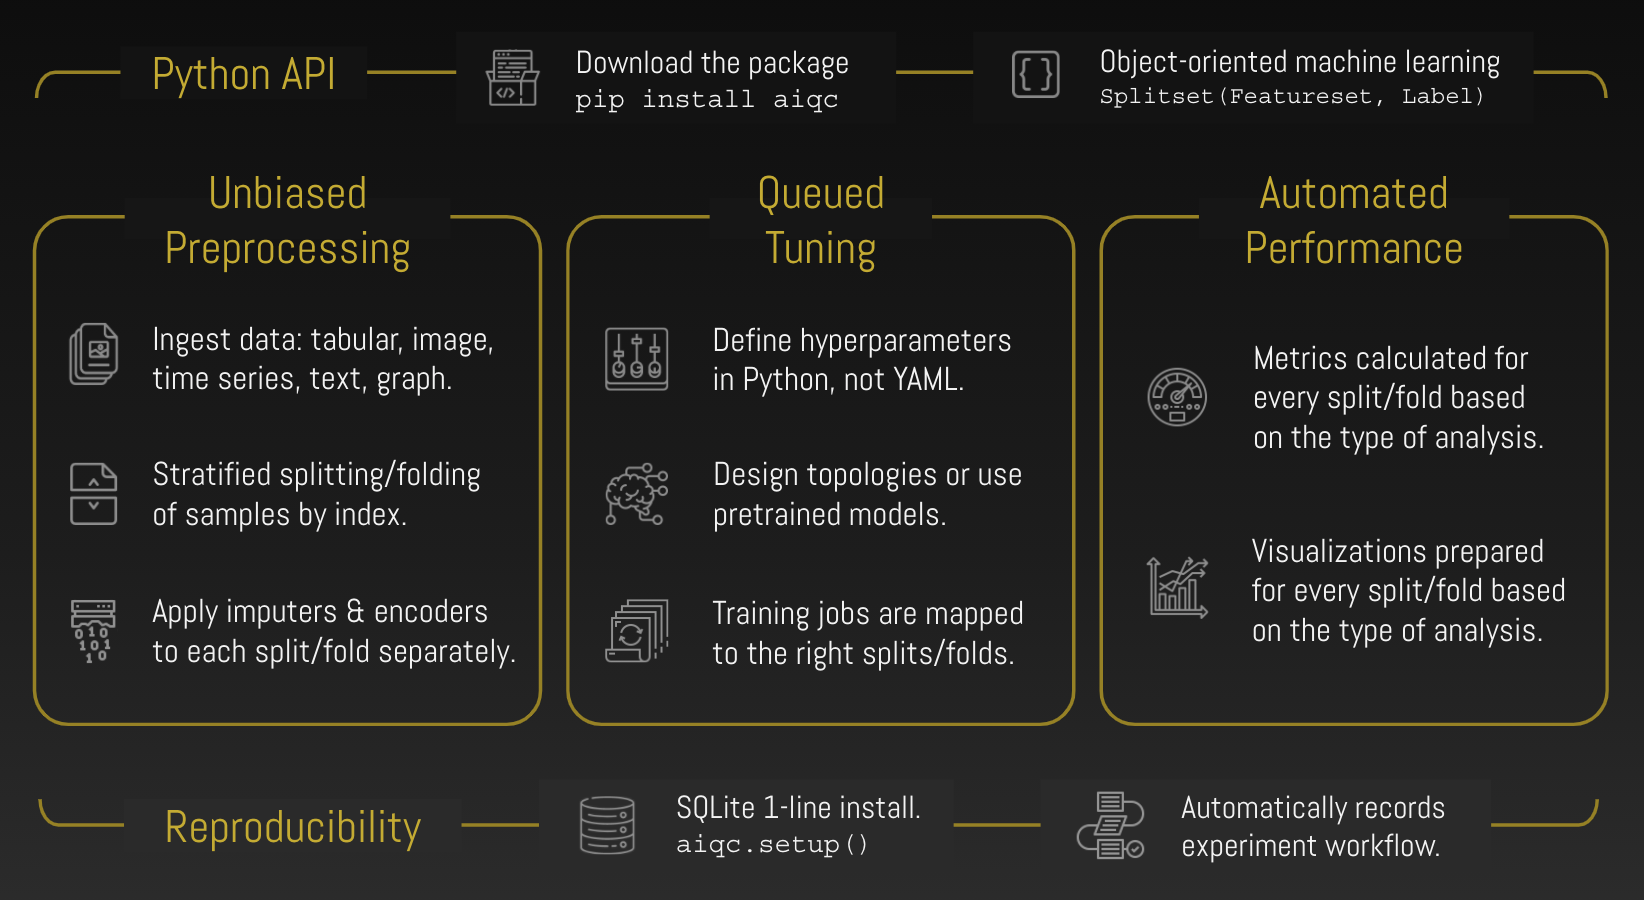 Python API
Download the package
pip install aiqc
Object-oriented machine learning
Splitset(Featureset, Label)
Unbiased
Preprocessing
Ingest data: tabular, image,
time series, text, graph.
Stratified splitting/folding
of samples by index.
Apply imputers & encoders
to each split/fold separately.
Queued
Tuning
Define hyperparameters
in Python, not YAML.
Design topologies or use
pretrained models.
Training jobs are mapped
to the right splits/folds.
Automated
Performance
Metrics calculated for
every split/fold based
on the type of analysis.
Visualizations prepared
for every split/fold based
on the type of analysis.
Reproducibility
SQLite 1-line install.
aiqc.setup()
Automatically records
experiment workflow.